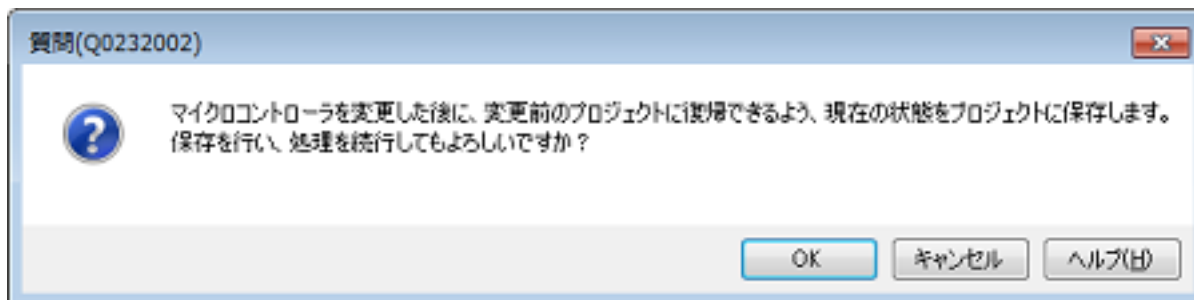 質問(Q0232002)
マイクロコントローラを変更した後に、変更前のプロジェクトに復帰できるよう、現在の状態をプロジェクトに保存します。
保存を行い、処理を続行してもよろしいですか？
OK
キャンセル
ヘルプ(H)